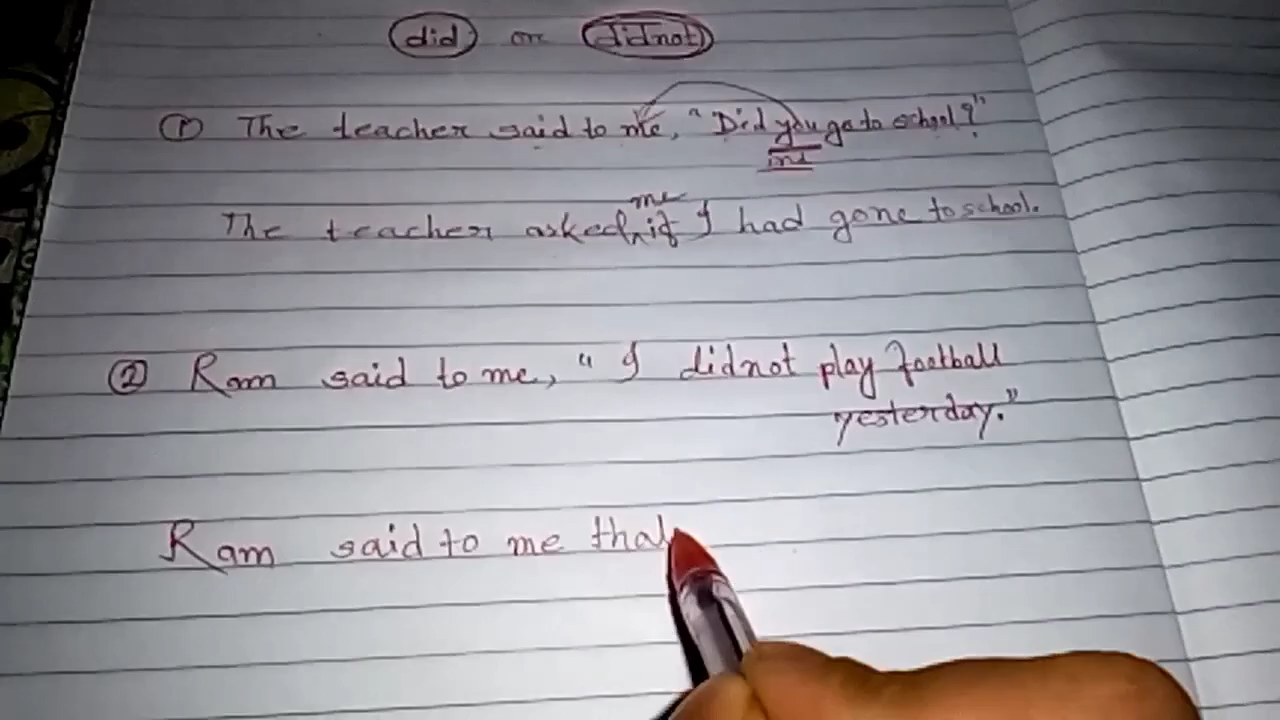 did or didnot
① The teacher said to me, "Did you go to school?"
ins
me
The teacher asked ^ if I had gone to school.
② Ram said to me, "I didnot play football
yesterday."
Ram said to me that